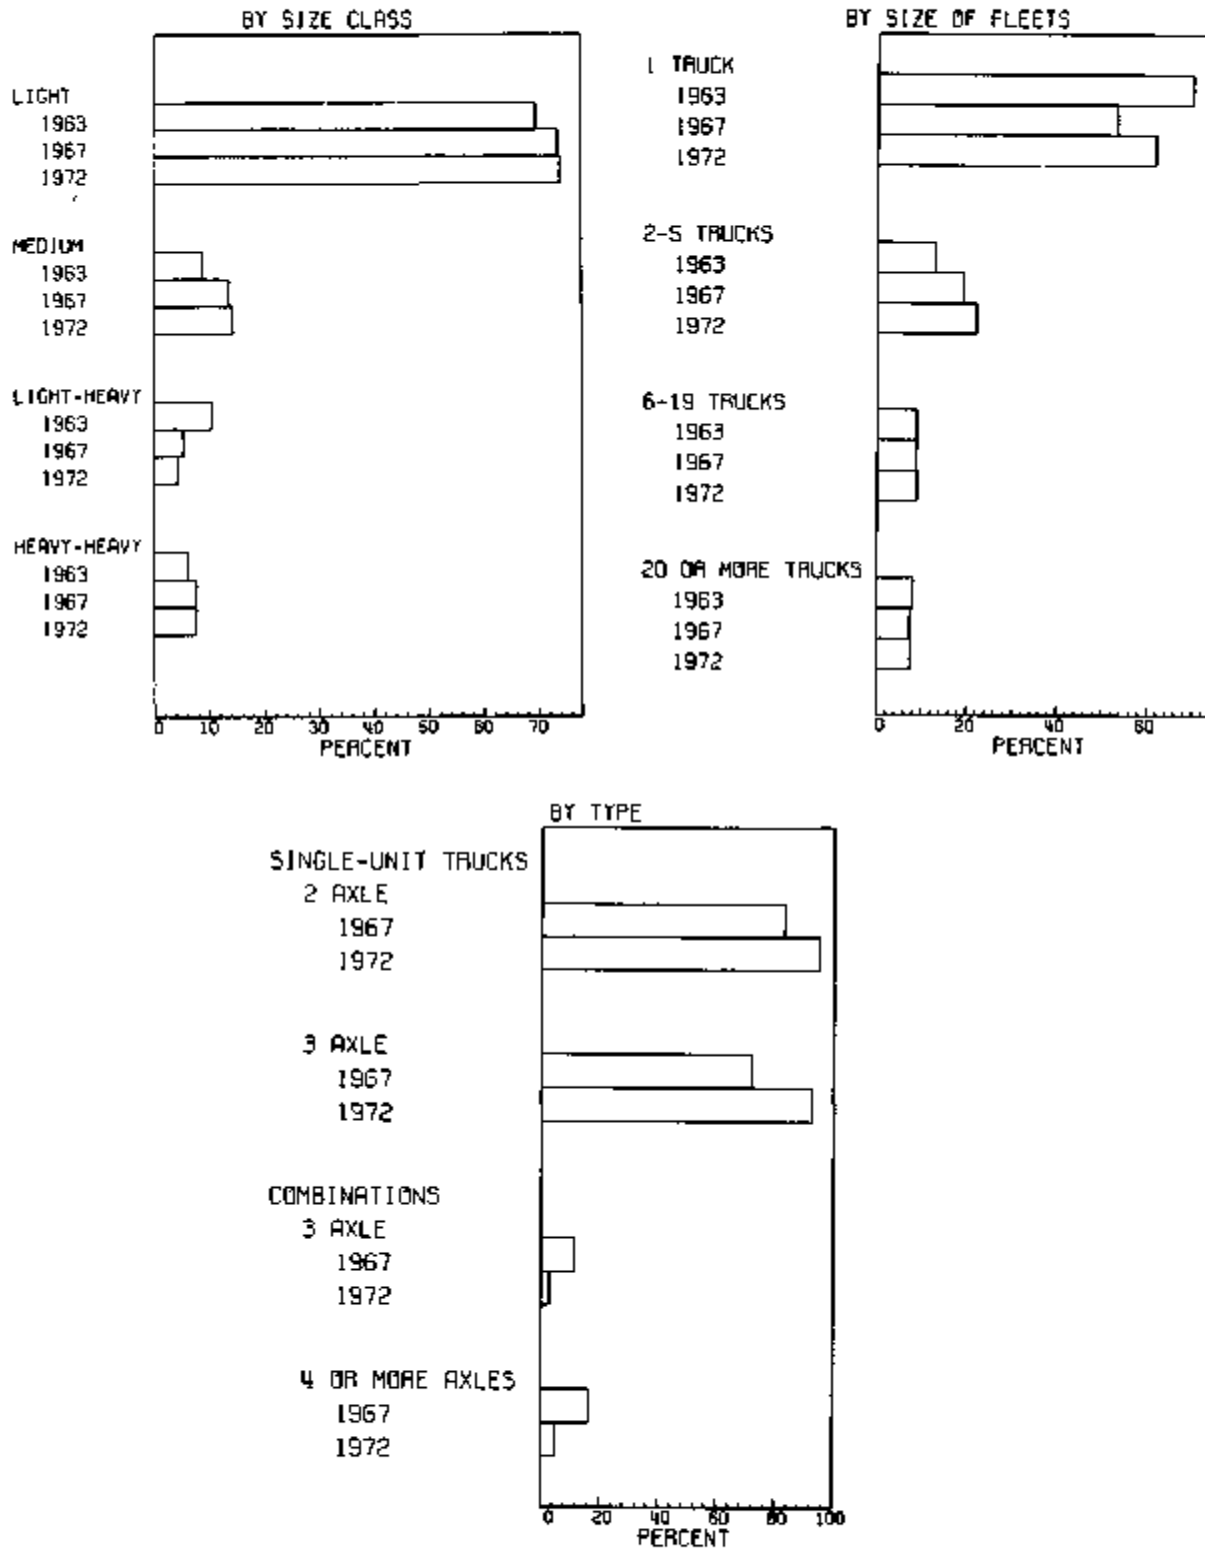 BY SIZE CLASS
LIGHT
1963
1967
1972
MEDIUM
1963
1967
1972
LIGHT-HEAVY
1963
1967
1972
HEAVY-HEAVY
1963
1967
1972
0 10 20 30 40 50 60 70
PERCENT
BY SIZE OF FLEETS
1 TRUCK
1963
1967
1972
2-5 TRUCKS
1963
1967
1972
6-19 TRUCKS
1963
1967
1972
20 OR MORE TRUCKS
1963
1967
1972
0 20 40 60
PERCENT
BY TYPE
SINGLE-UNIT TRUCKS
2 AXLE
1967
1972
3 AXLE
1967
1972
COMBINATIONS
3 AXLE
1967
1972
4 OR MORE AXLES
1967
1972
0 20 40 60 80 100
PERCENT